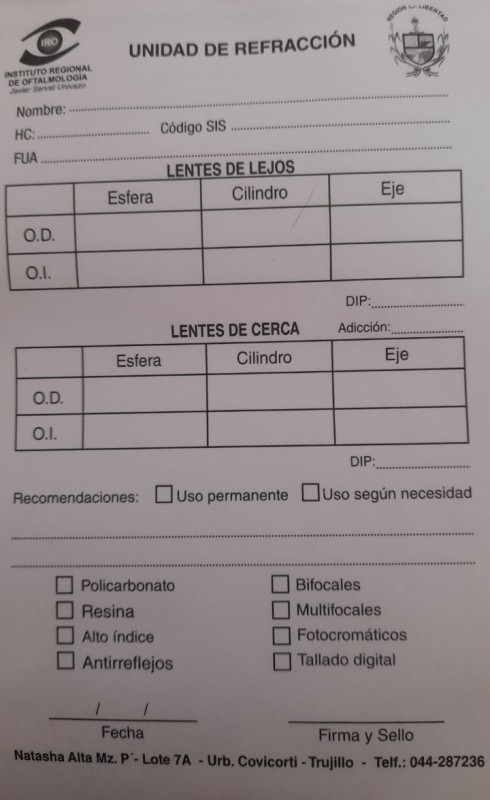 IRO
INSTITUTO REGIONAL
DE OFTALMOLOGÍA
Javier Servat Univazo
REGION LA LIBERTAD
UNIDAD DE REFRACCIÓN
Nombre:
HC: Código SIS
FUA
LENTES DE LEJOS
Esfera Cilindro Eje
O.D.
O.I.
DIP:
LENTES DE CERCA Adicción:
Esfera Cilindro Eje
O.D.
O.I.
DIP:
Recomendaciones: Uso permanente Uso según necesidad
Policarbonato Bifocales
Resina Multifocales
Alto índice Fotocromáticos
Antirreflejos Tallado digital
/ /
Fecha Firma y Sello
Natasha Alta Mz. P´- Lote 7A - Urb. Covicorti - Trujillo - Telf.: 044-287236